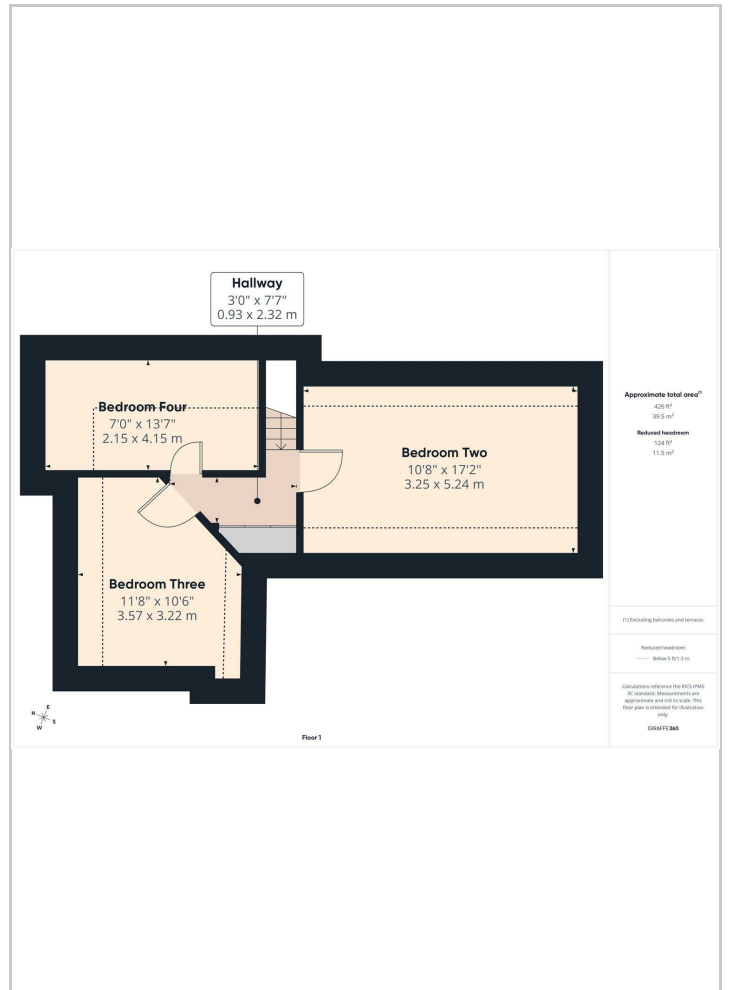 Hallway
3'0" x 7'7"
0.93 x 2.32 m
Bedroom Four
7'0" x 13'7"
2.15 x 4.15 m
Bedroom Two
10'8" x 17'2"
3.25 x 5.24 m
Bedroom Three
11'8" x 10'6"
3.57 x 3.22 m
N
E
S
W
Floor 1
Approximate total area(1)
426 ft²
39.5 m²
Reduced headroom
124 ft²
11.5 m²
(1) Excluding balconies and terraces
Reduced headroom
Below 5 ft/1.5 m
Calculations reference the RICS IPMS
3C standard. Measurements are
approximate and not to scale. This
floor plan is intended for illustration
only.
GIRAFFE360